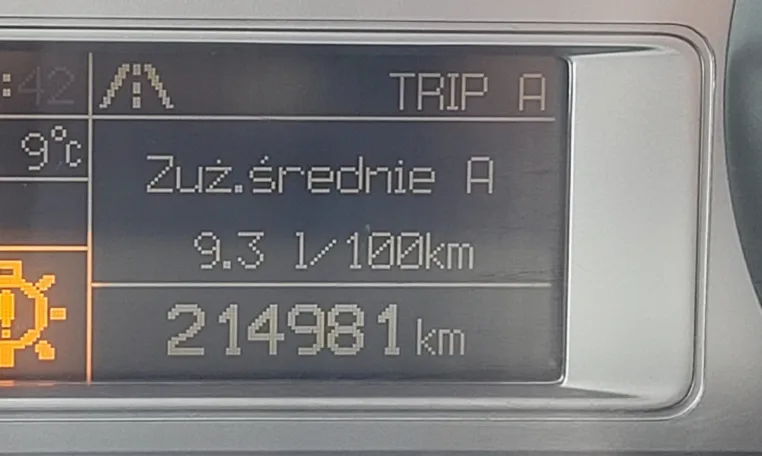 :42
TRIP A
9°C
Zuż.średnie A
9.3 l/100km
214981 km